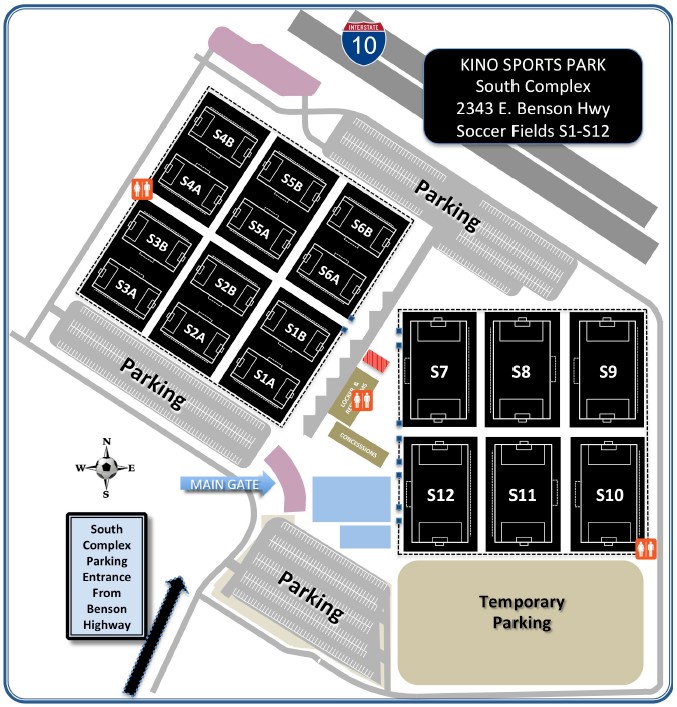 INTERSTATE
10
KINO SPORTS PARK
South Complex
2343 E. Benson Hwy
Soccer Fields S1-S12
S4B
S4A
S5B
S5A
S6B
S6A
S3B
S3A
S2B
S2A
S1B
S1A
Parking
Parking
S7
S8
S9
S12
S11
S10
CONCESSIONS
N
W
E
S
MAIN GATE
South
Complex
Parking
Entrance
From
Benson
Highway
Parking
Temporary
Parking